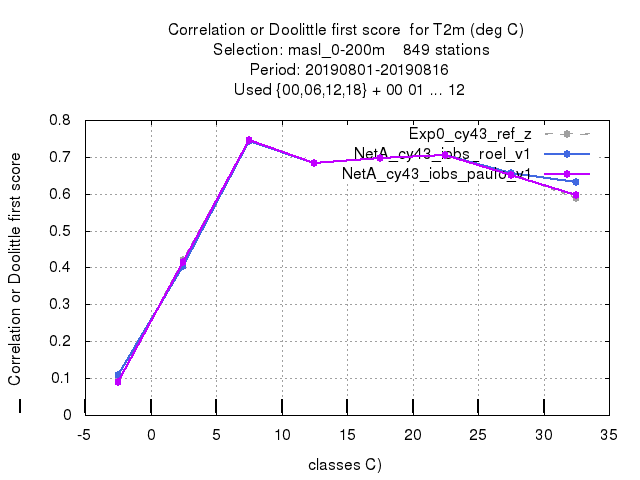 Correlation or Doolittle first score  for T2m (deg C)
Selection: masl_0-200m    849 stations
Period: 20190801-20190816
Used {00,06,12,18} + 00 01 ... 12
Exp0_cy43_ref_z
NetA_cy43_iobs_roel_v1
NetA_cy43_iobs_paulo_v1
Correlation or Doolittle first score
0.8
0.7
0.6
0.5
0.4
0.3
0.2
0.1
0
-5 0 5 10 15 20 25 30 35
classes C)